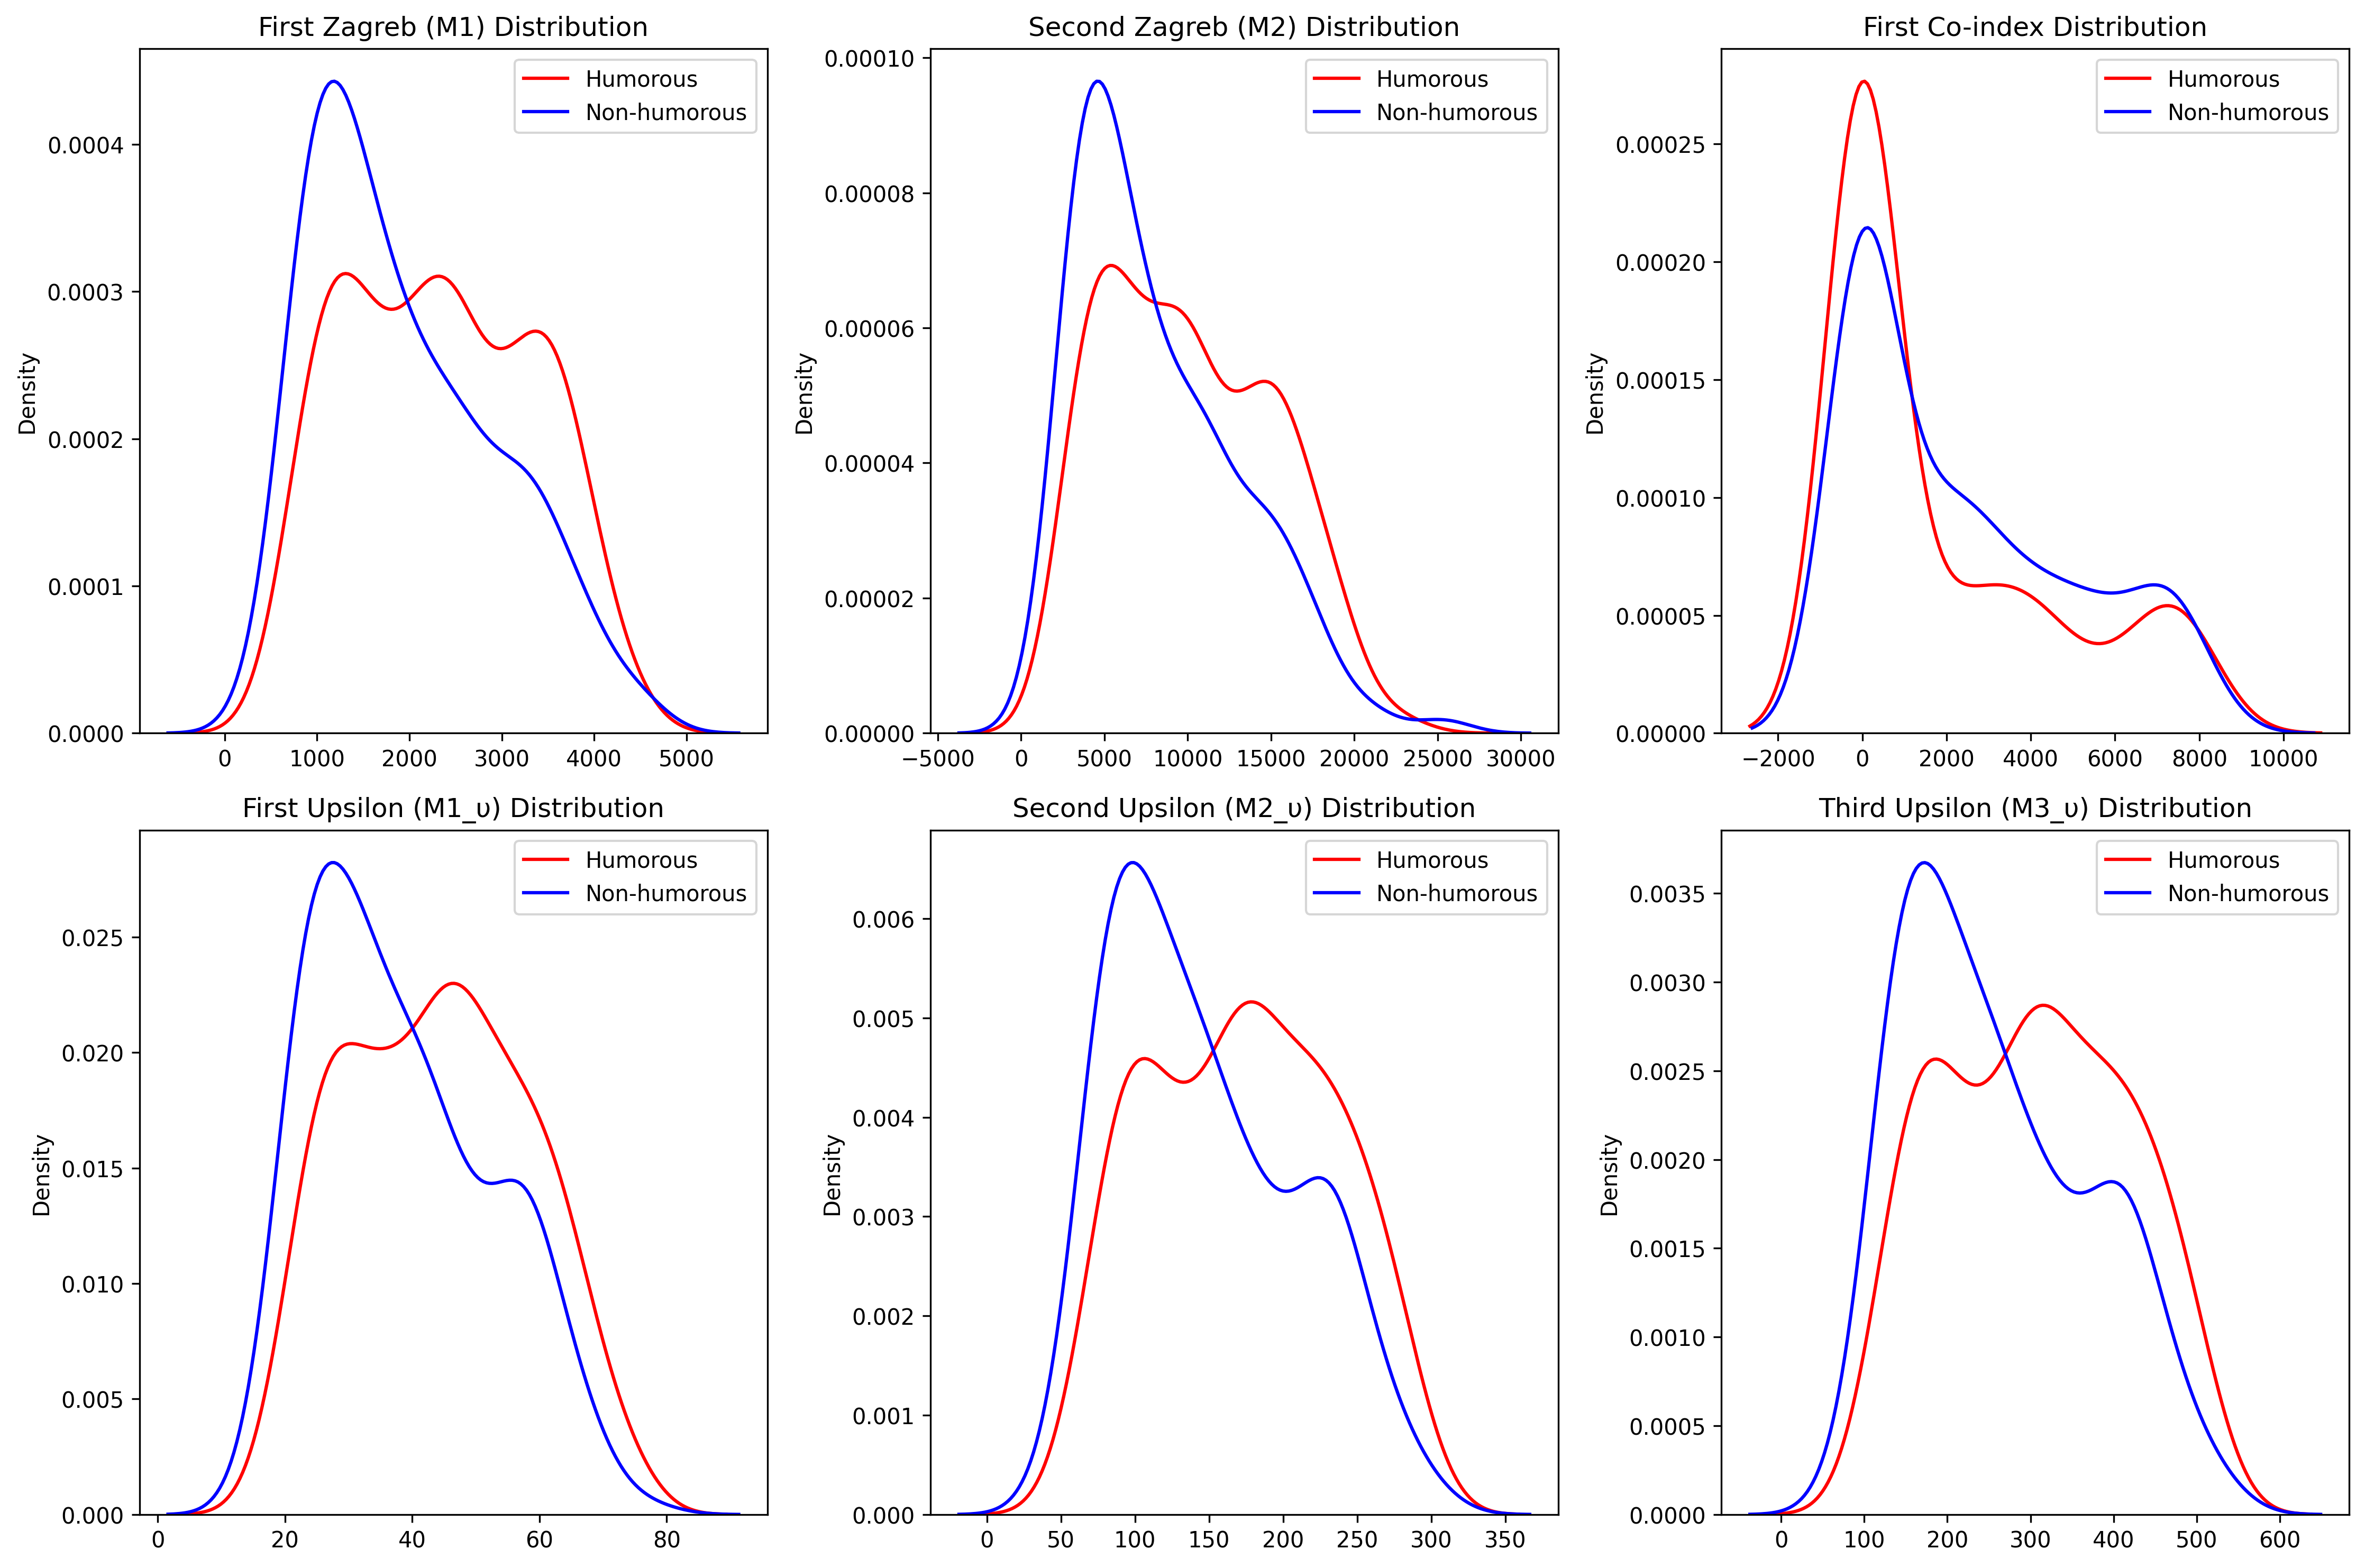 First Zagreb (M1) Distribution
Density
0.0004
0.0003
0.0002
0.0001
0.0000
0 1000 2000 3000 4000 5000
Humorous
Non-humorous
Second Zagreb (M2) Distribution
Density
0.00010
0.00008
0.00006
0.00004
0.00002
0.00000
−5000 0 5000 10000 15000 20000 25000 30000
Humorous
Non-humorous
First Co-index Distribution
Density
0.00025
0.00020
0.00015
0.00010
0.00005
0.00000
−2000 0 2000 4000 6000 8000 10000
Humorous
Non-humorous
First Upsilon (M1_υ) Distribution
Density
0.025
0.020
0.015
0.010
0.005
0.000
0 20 40 60 80
Humorous
Non-humorous
Second Upsilon (M2_υ) Distribution
Density
0.006
0.005
0.004
0.003
0.002
0.001
0.000
0 50 100 150 200 250 300 350
Humorous
Non-humorous
Third Upsilon (M3_υ) Distribution
Density
0.0035
0.0030
0.0025
0.0020
0.0015
0.0010
0.0005
0.0000
0 100 200 300 400 500 600
Humorous
Non-humorous